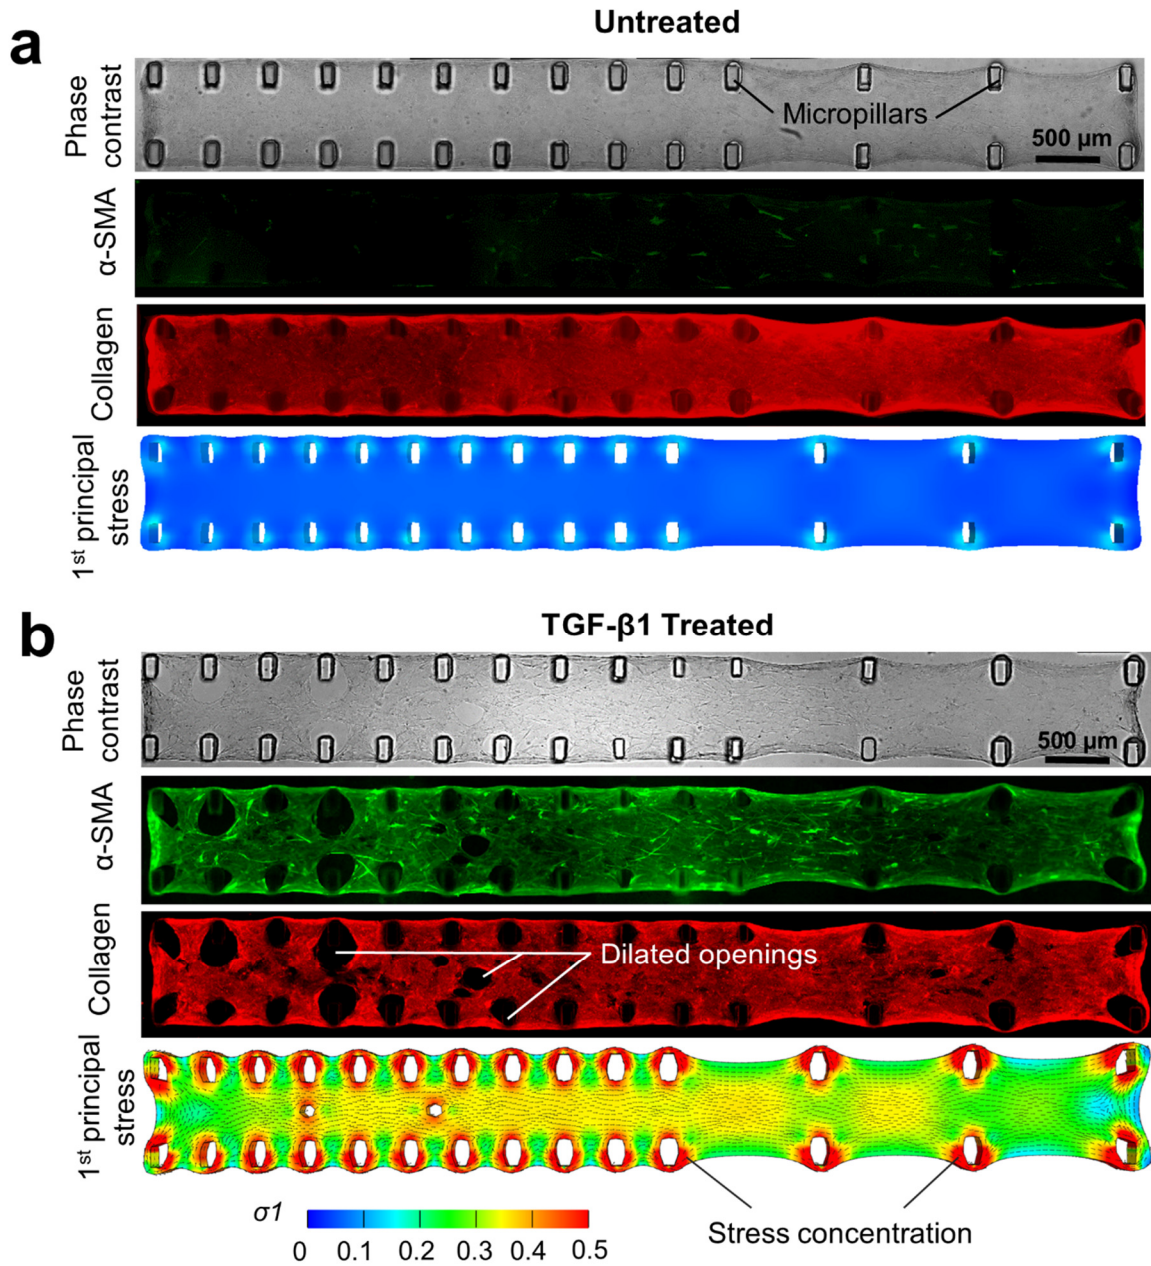 a
Untreated
Phase
contrast
Micropillars
500 µm
α-SMA
Collagen
1st principal
stress
b
TGF-β1 Treated
Phase
contrast
500 µm
α-SMA
Collagen
Dilated openings
1st principal
stress
Stress concentration
σ1
0 0.1 0.2 0.3 0.4 0.5